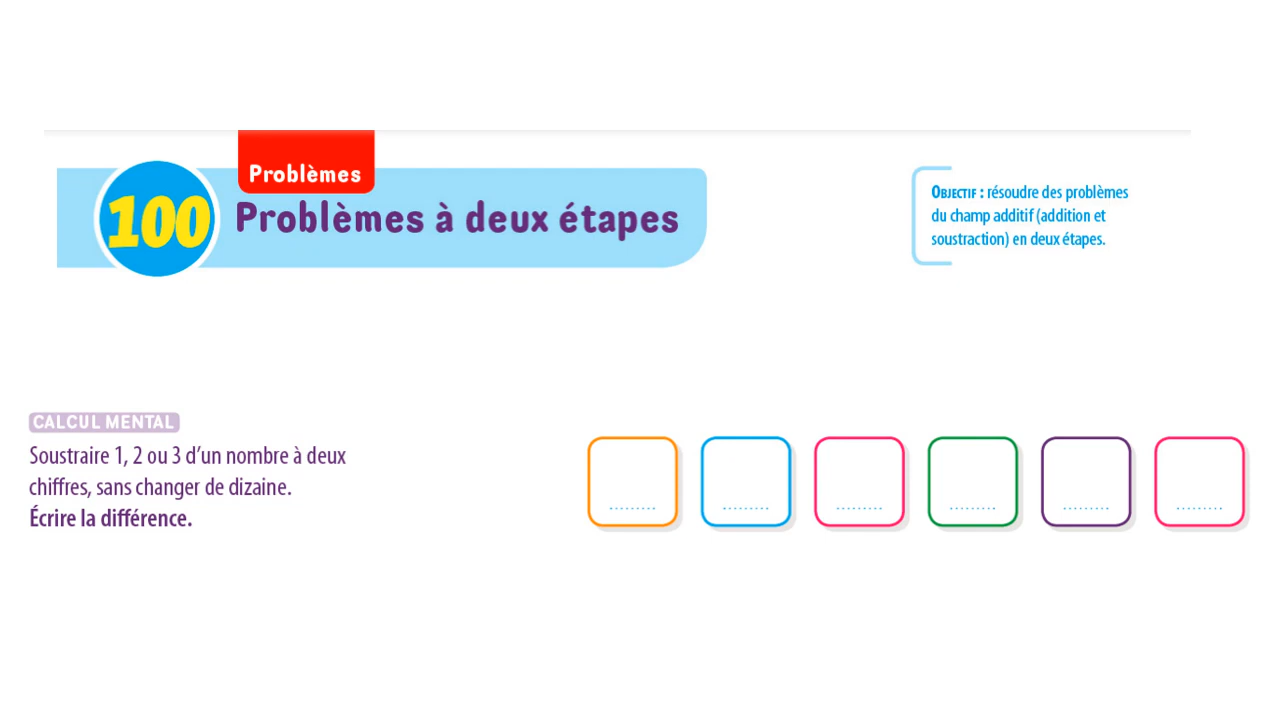 Problèmes
100
Problèmes à deux étapes
OBJECTIF : résoudre des problèmes
du champ additif (addition et
soustraction) en deux étapes.
CALCUL MENTAL
Soustraire 1, 2 ou 3 d’un nombre à deux
chiffres, sans changer de dizaine.
Écrire la différence.
......... ......... ......... ......... ......... .........